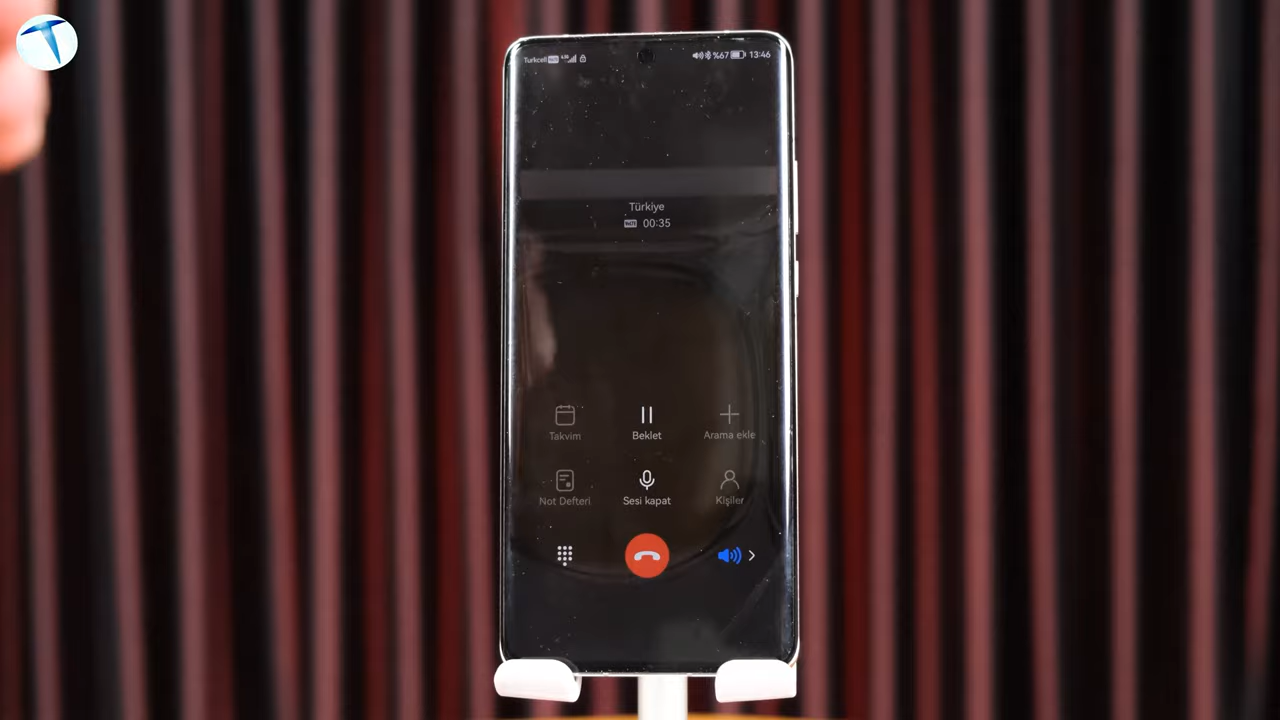 Turkcell
%67 13:46
Türkiye
00:35
Takvim Beklet Arama ekle
Not Defteri Sesi kapat Kişiler